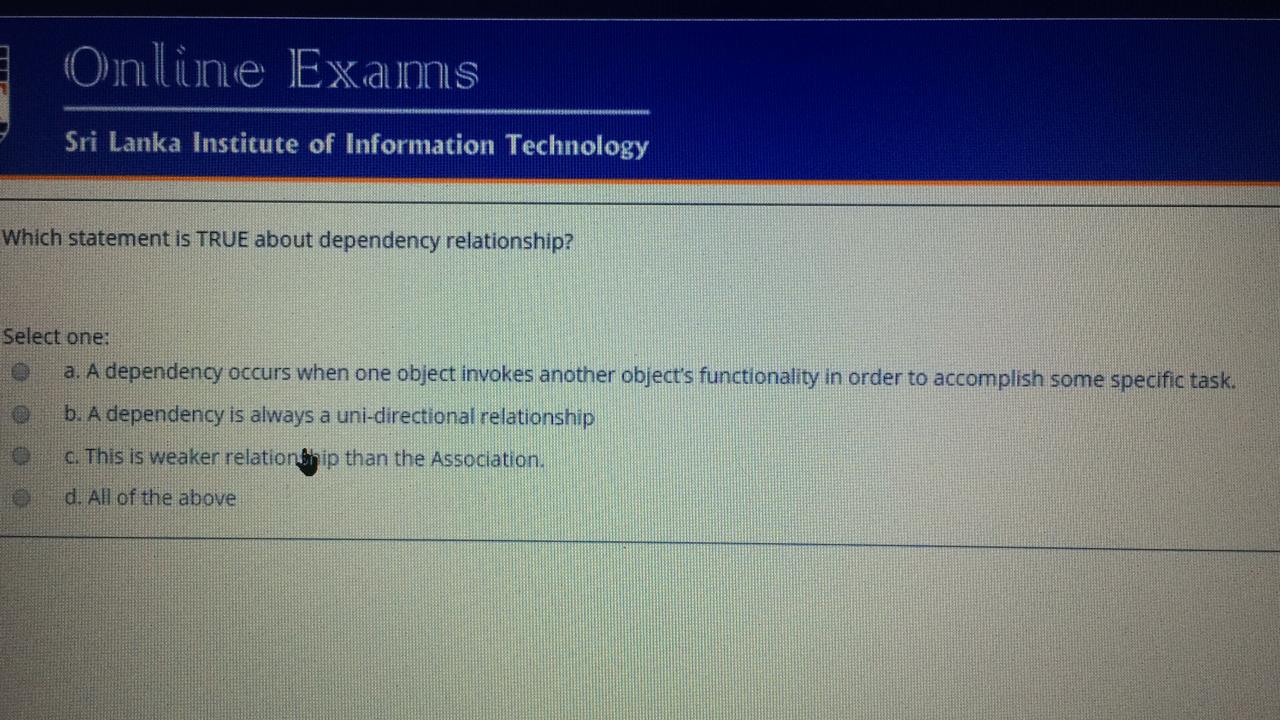 Online Exams
Sri Lanka Institute of Information Technology
Which statement is TRUE about dependency relationship?
Select one:
a. A dependency occurs when one object invokes another object's functionality in order to accomplish some specific task.
b. A dependency is always a uni-directional relationship
c. This is weaker relationship than the Association.
d. All of the above